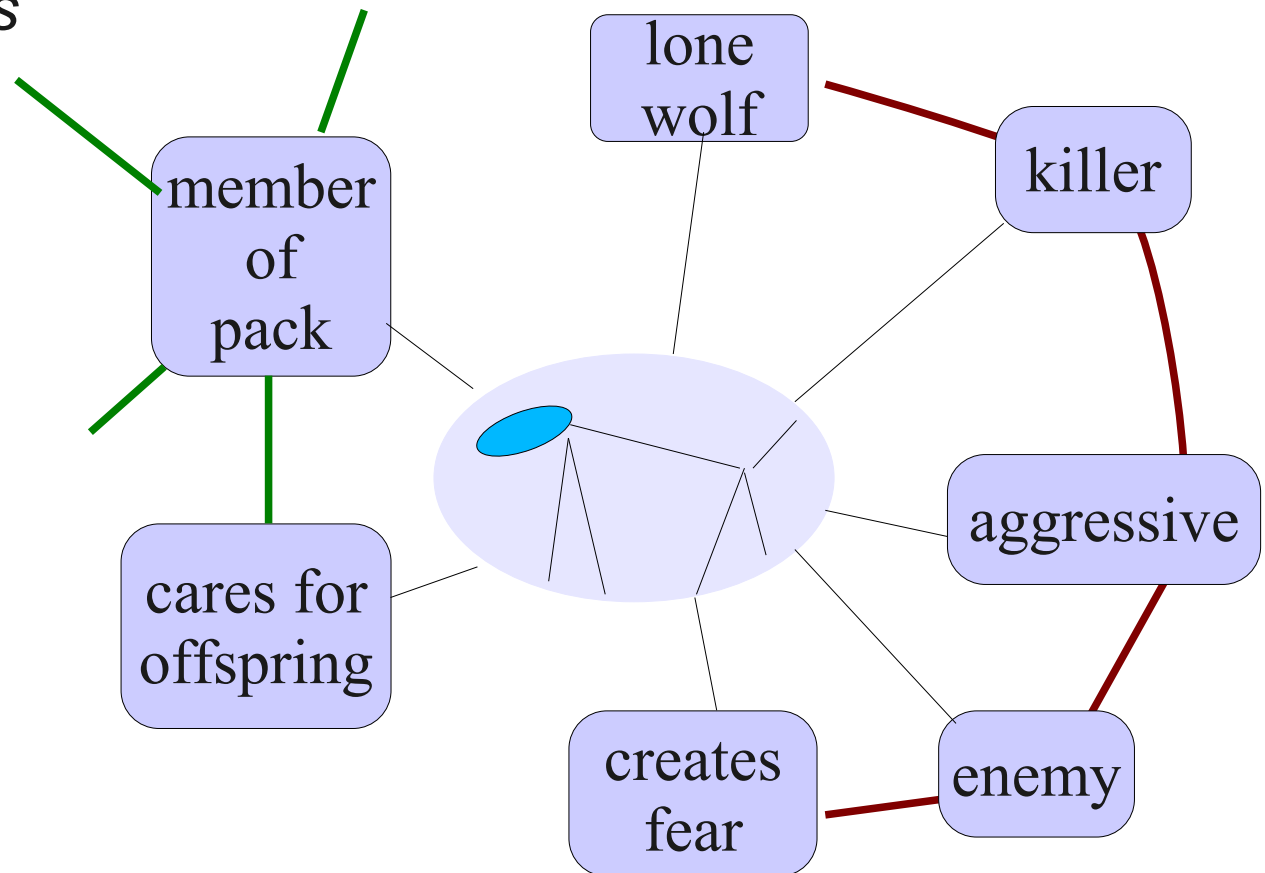 s
lone
wolf
killer
member
of
pack
aggressive
cares for
offspring
creates
fear
enemy